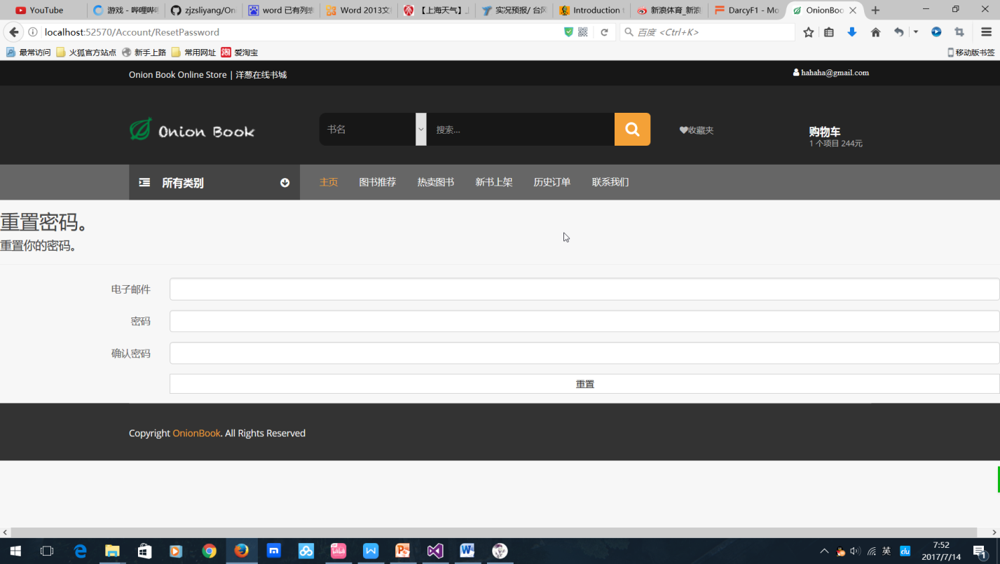 YouTube
游戏 - 哔哩哔
zjzsliyang/On
word 已有列表
Word 2013文
【上海天气】
实况预报/ 台风
Introduction
新浪体育_新浪
DarcyF1 - Mo
OnionBoo
localhost:52570/Account/ResetPassword
百度 <Ctrl+K>
最常访问
火狐官方站点
新手上路
常用网址
淘
爱淘宝
移动版书签
Onion Book Online Store | 洋葱在线书城
hahaha@gmail.com
Onion Book
书名
搜索...
收藏夹
购物车
1 个项目 244元
所有类别
主页
图书推荐
热卖图书
新书上架
历史订单
联系我们
重置密码。
重置你的密码。
电子邮件
密码
确认密码
重置
Copyright OnionBook. All Rights Reserved
英
du
7:52
2017/7/14
1